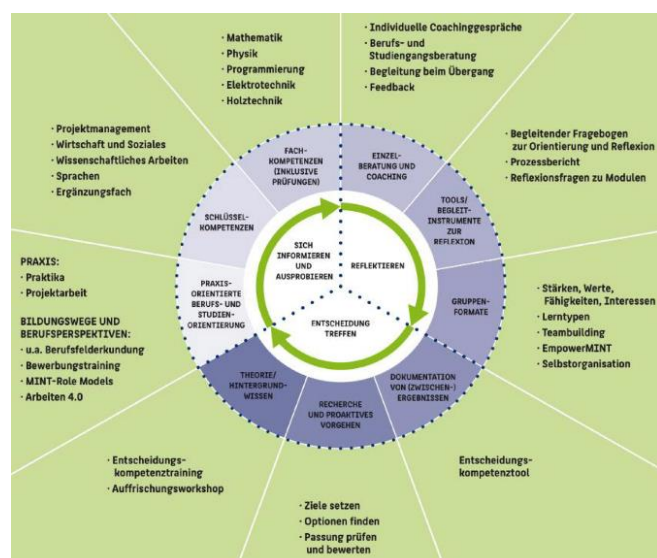 · Mathematik
· Physik
· Programmierung
· Elektrotechnik
· Holztechnik
· Individuelle Coachinggespräche
· Berufs- und
Studiengangsberatung
· Begleitung beim Übergang
· Feedback
· Projektmanagement
· Wirtschaft und Soziales
· Wissenschaftliches Arbeiten
· Sprachen
· Ergänzungsfach
· Begleitender Fragebogen
zur Orientierung und Reflexion
· Prozessbericht
· Reflexionsfragen zu Modulen
FACH-
KOMPETENZEN
(INKLUSIVE
PRÜFUNGEN)
EINZEL-
BERATUNG UND
COACHING
SCHLÜSSEL-
KOMPETENZEN
TOOLS/
BEGLEIT-
INSTRUMENTE
ZUR
REFLEXION
SICH
INFORMIEREN
UND
AUSPROBIEREN
REFLEKTIEREN
ENTSCHEIDUNG
TREFFEN
PRAXIS-
ORIENTIERTE
BERUFS- UND
STUDIEN-
ORIENTIERUNG
GRUPPEN-
FORMATE
THEORIE/
HINTERGRUND-
WISSEN
RECHERCHE
UND PROAKTIVES
VORGEHEN
DOKUMENTATION
VON (ZWISCHEN-)
ERGEBNISSEN
PRAXIS:
· Praktika
· Projektarbeit
BILDUNGSWEGE UND
BERUFSPERSPEKTIVEN:
· u.a. Berufsfelderkundung
· Bewerbungstraining
· MINT-Role Models
· Arbeiten 4.0
· Stärken, Werte,
Fähigkeiten, Interessen
· Lerntypen
· Teambuilding
· EmpowerMINT
· Selbstorganisation
· Entscheidungs-
kompetenztraining
· Auffrischungsworkshop
Entscheidungs-
kompetenztool
· Ziele setzen
· Optionen finden
· Passung prüfen
und bewerten